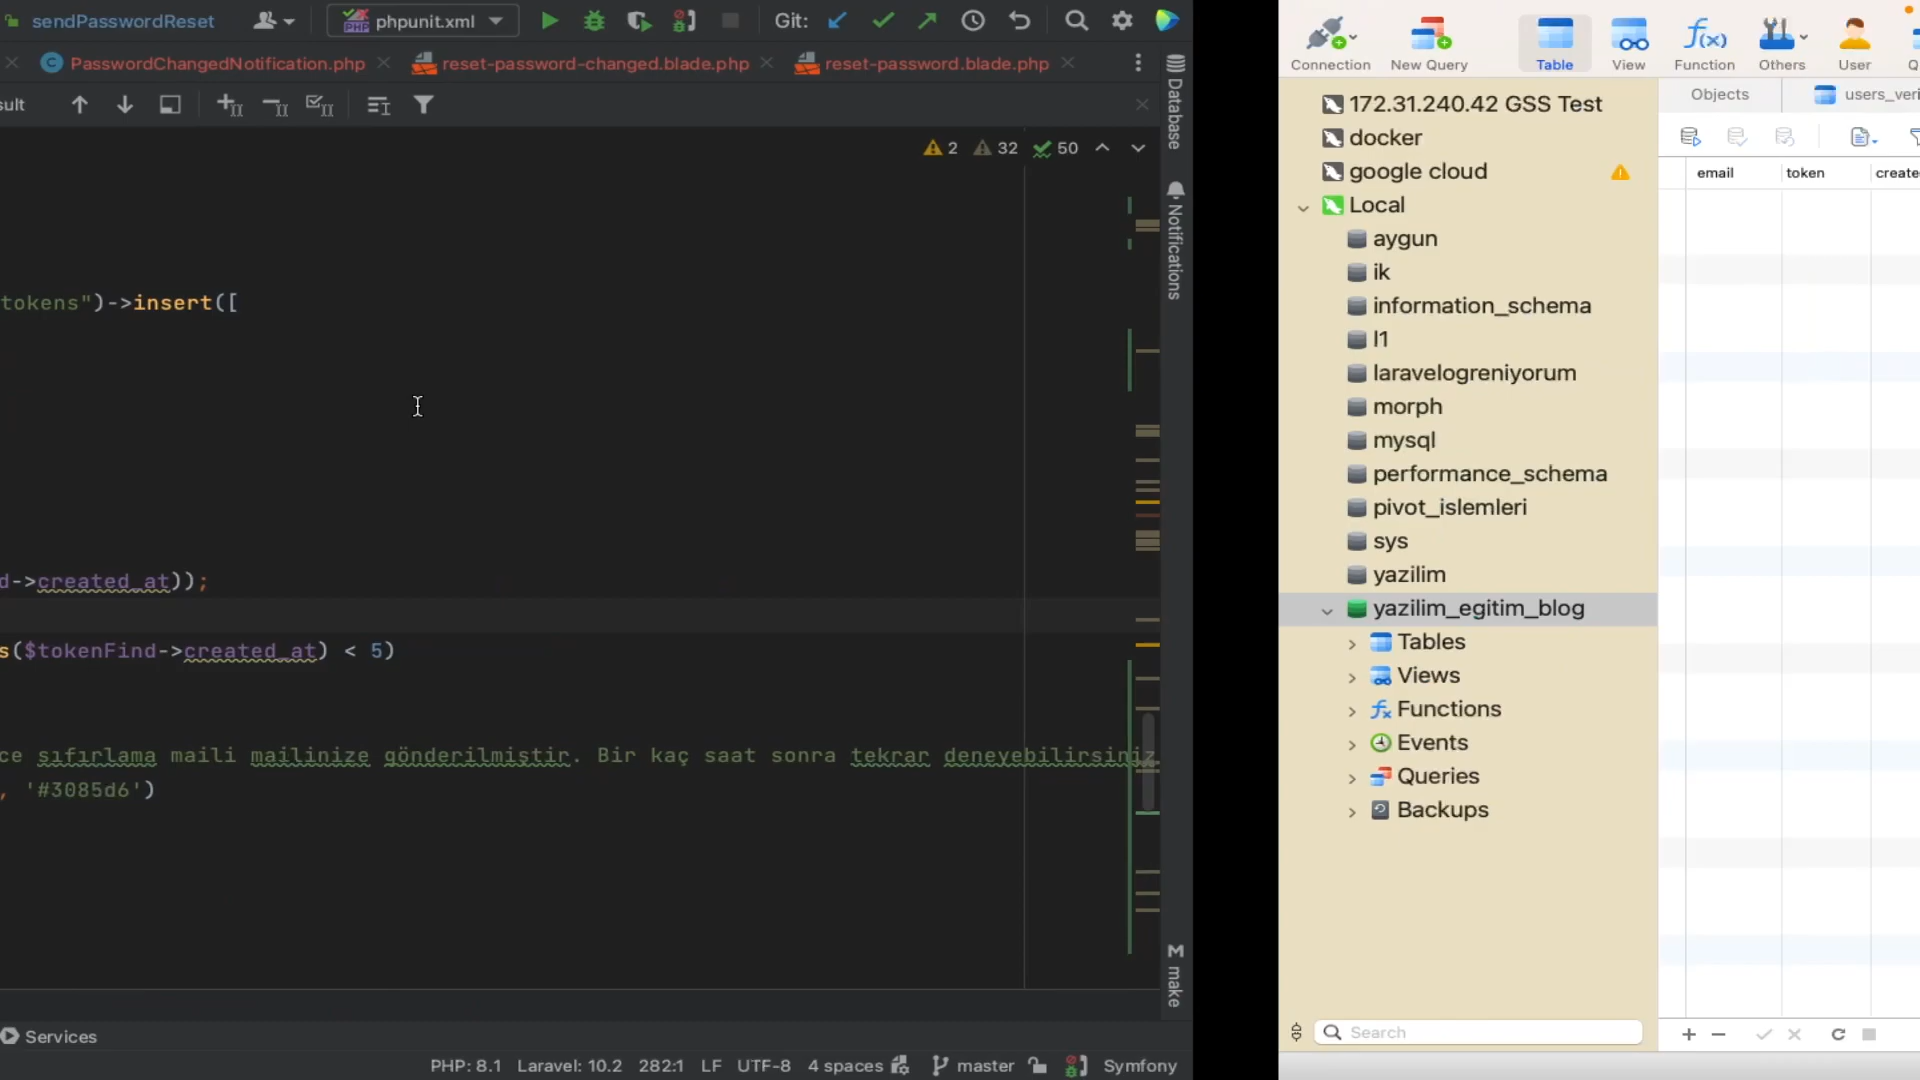 sendPasswordReset
phpunit.xml
Git:
PasswordChangedNotification.php
reset-password-changed.blade.php
reset-password.blade.php
sult
2 32 50
tokens")->insert([
d->created_at));
s($tokenFind->created_at) < 5)
ce sıfırlama maili mailinize gönderilmiştir. Bir kaç saat sonra tekrar deneyebilirsiniz
, '#3085d6')
Database
Notifications
make
Services
PHP: 8.1 Laravel: 10.2 282:1 LF UTF-8 4 spaces master Symfony
Connection
New Query
Table
View
Function
Others
User
Q
172.31.240.42 GSS Test
docker
google cloud
Local
aygun
ik
information_schema
l1
laravelogreniyorum
morph
mysql
performance_schema
pivot_islemleri
sys
yazilim
yazilim_egitim_blog
Tables
Views
Functions
Events
Queries
Backups
Search
Objects
users_veri
email token create